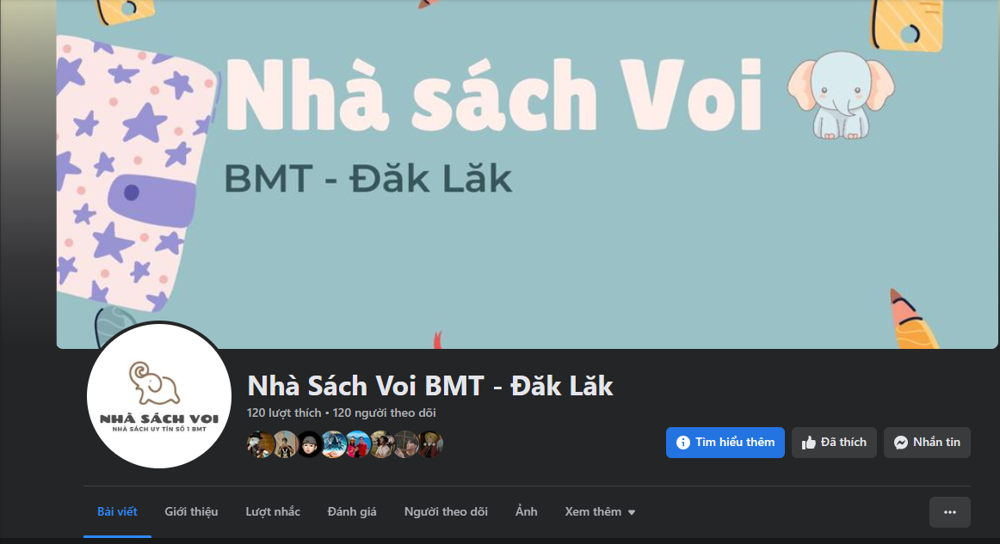 Nhà sách Voi
BMT - Đăk Lăk
NHÀ SÁCH VOI
NHÀ SÁCH UY TÍN SỐ 1 BMT
Nhà Sách Voi BMT - Đăk Lăk
120 lượt thích • 120 người theo dõi
Tìm hiểu thêm
Đã thích
Nhắn tin
Bài viết Giới thiệu Lượt nhắc Đánh giá Người theo dõi Ảnh Xem thêm